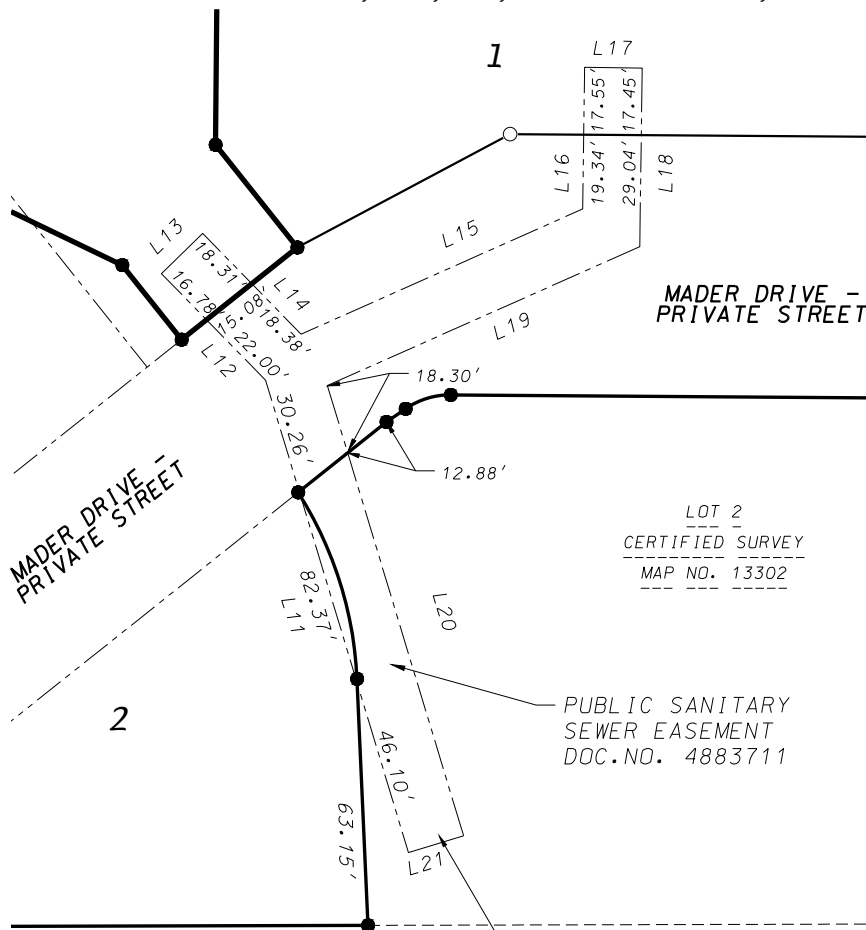 1
L17
17.55'
17.45'
19.34'
29.04'
L16
L18
L13
18.31'
L15
16.78'
L14
15.08'
18.38'
MADER DRIVE -
PRIVATE STREET
L12
22.00'
L19
18.30'
30.26'
12.88'
MADER DRIVE -
PRIVATE STREET
LOT 2
CERTIFIED SURVEY
MAP NO. 13302
82.37'
L11
L20
PUBLIC SANITARY
SEWER EASEMENT
DOC.NO. 4883711
2
46.10'
63.15'
L21